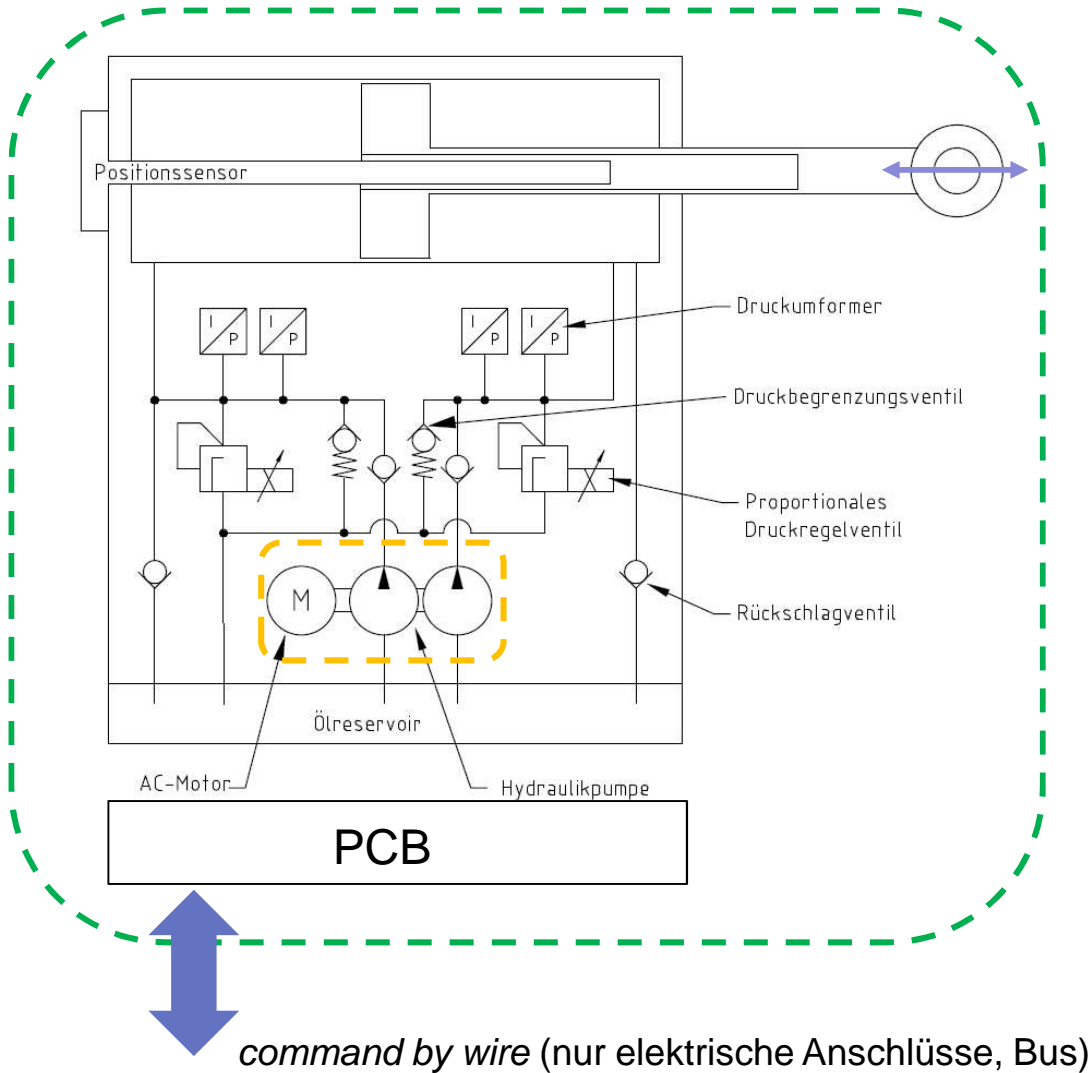 Positionssensor
I
P
I
P
I
P
I
P
Druckumformer
Druckbegrenzungsventil
Proportionales
Druckregelventil
M
Rückschlagventil
Ölreservoir
AC-Motor
Hydraulikpumpe
PCB
command by wire (nur elektrische Anschlüsse, Bus)